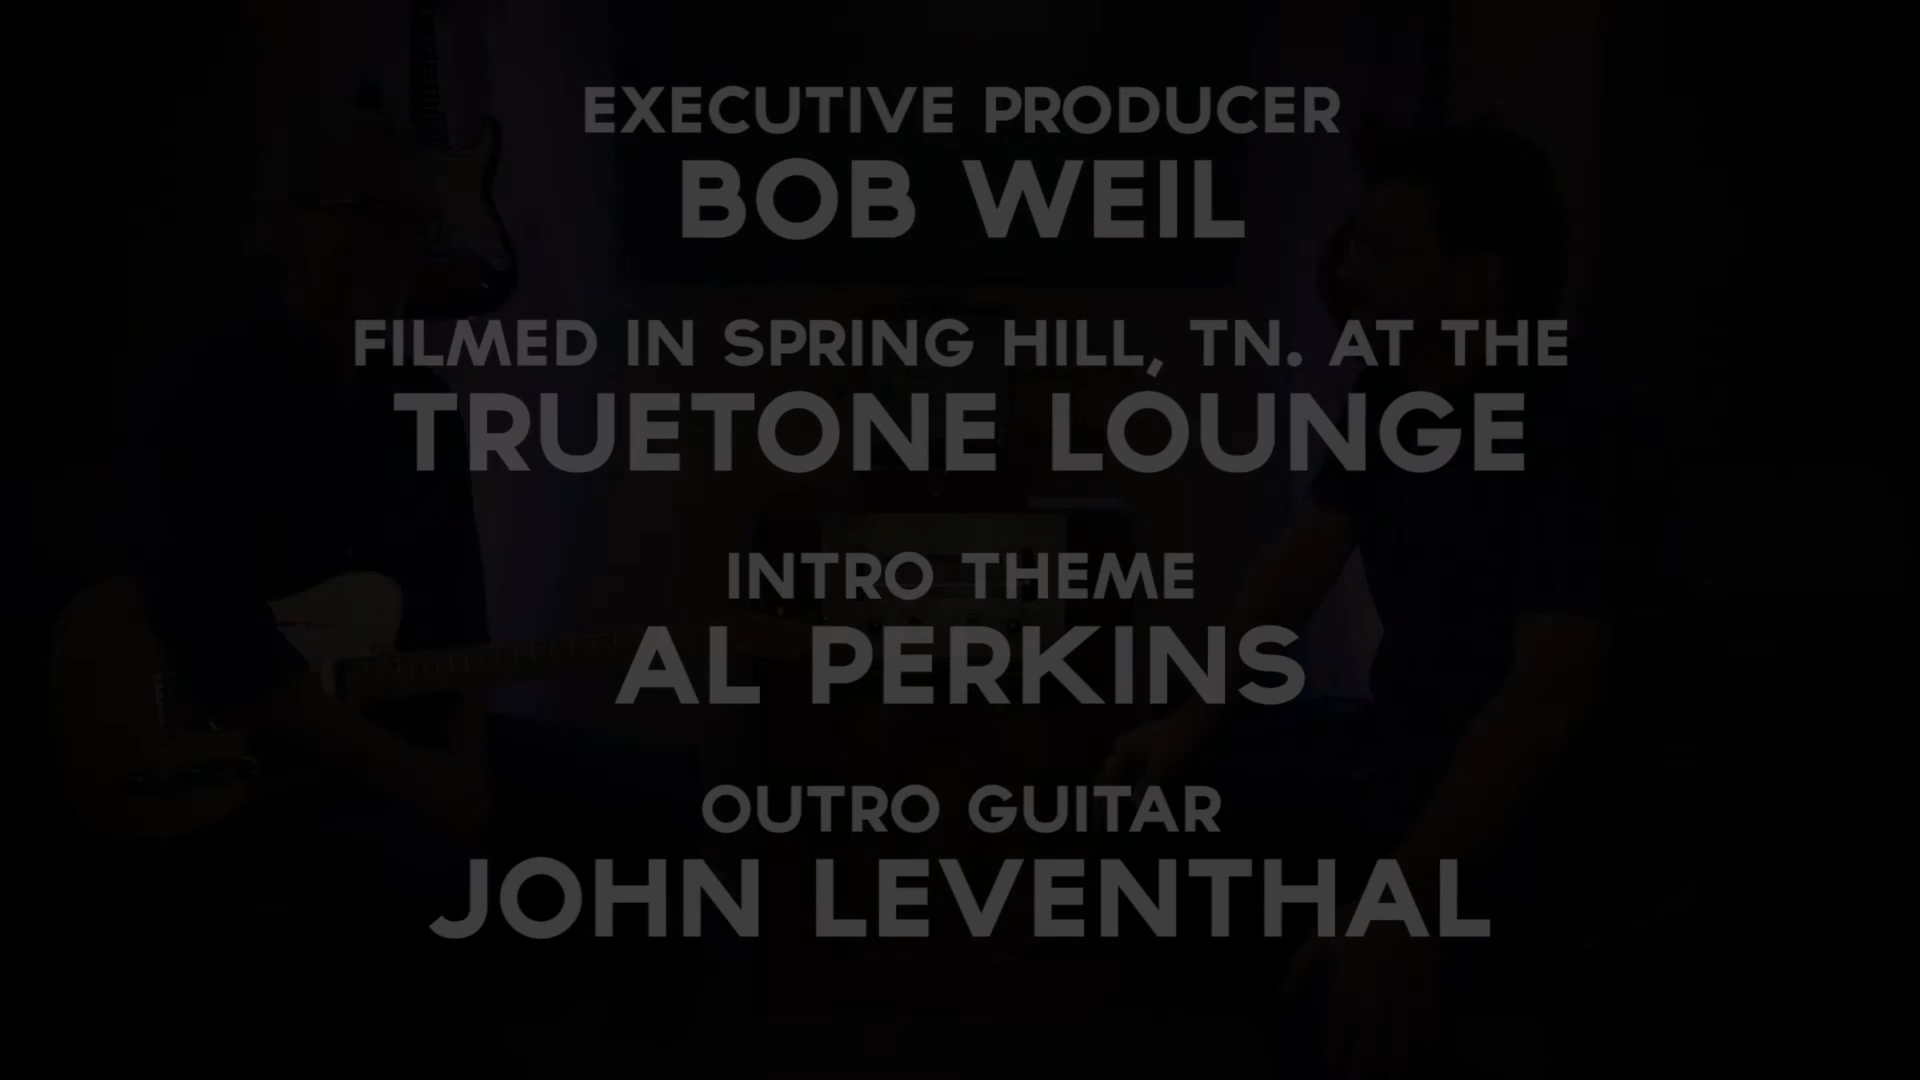 EXECUTIVE PRODUCER
BOB WEIL
FILMED IN SPRING HILL, TN. AT THE
TRUETONE LOUNGE
INTRO THEME
AL PERKINS
OUTRO GUITAR
JOHN LEVENTHAL